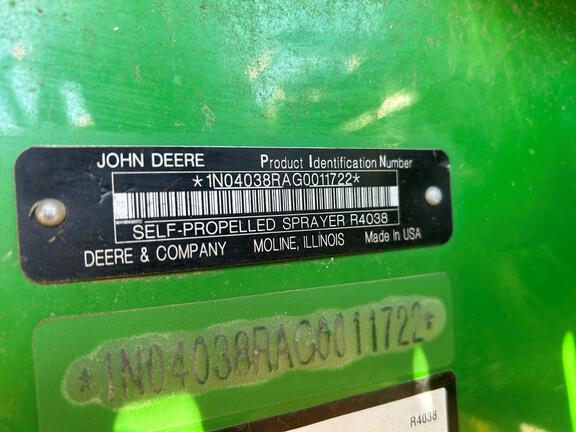 JOHN DEERE Product Identification Number
*1N04038RAG0011722*
SELF-PROPELLED SPRAYER R4038
DEERE & COMPANY MOLINE, ILLINOIS Made in USA
*1N04038RAG0011722*
R4038